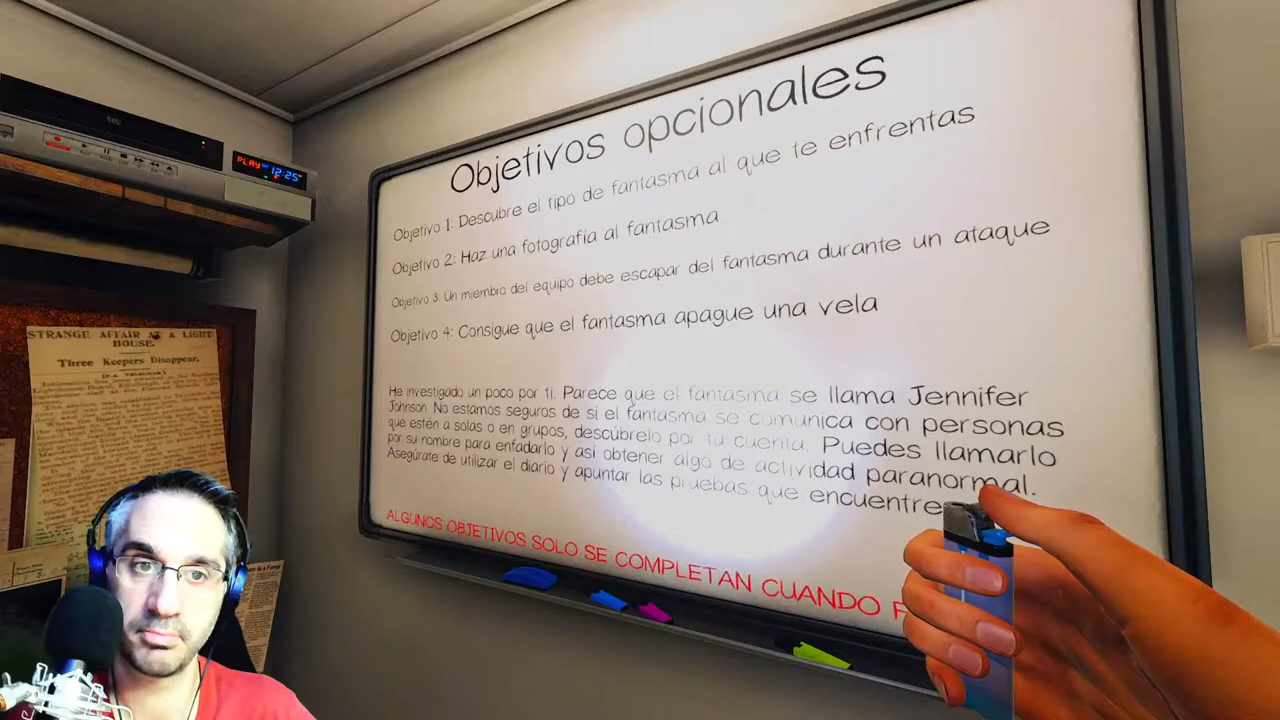 Objetivos opcionales
Objetivo 1: Descubre el tipo de fantasma al que te enfrentas
Objetivo 2: Haz una fotografía al fantasma
Objetivo 3: Un miembro del equipo debe escapar del fantasma durante un ataque
Objetivo 4: Consigue que el fantasma apague una vela
He investigado un poco por ti. Parece que el fantasma se llama Jennifer
Johnson. No estamos seguros de si el fantasma se comunica con personas
que estén a solas o en grupos, descúbrelo por tu cuenta. Puedes llamarlo
por su nombre para enfadarlo y así obtener algo de actividad paranormal.
Asegúrate de utilizar el diario y apuntar las pruebas que encuentre
ALGUNOS OBJETIVOS SOLO SE COMPLETAN CUANDO
PLAY 12:25
STRANGE AFFAIR AT A LIGHT
HOUSE.
Three Keepers Disappear.